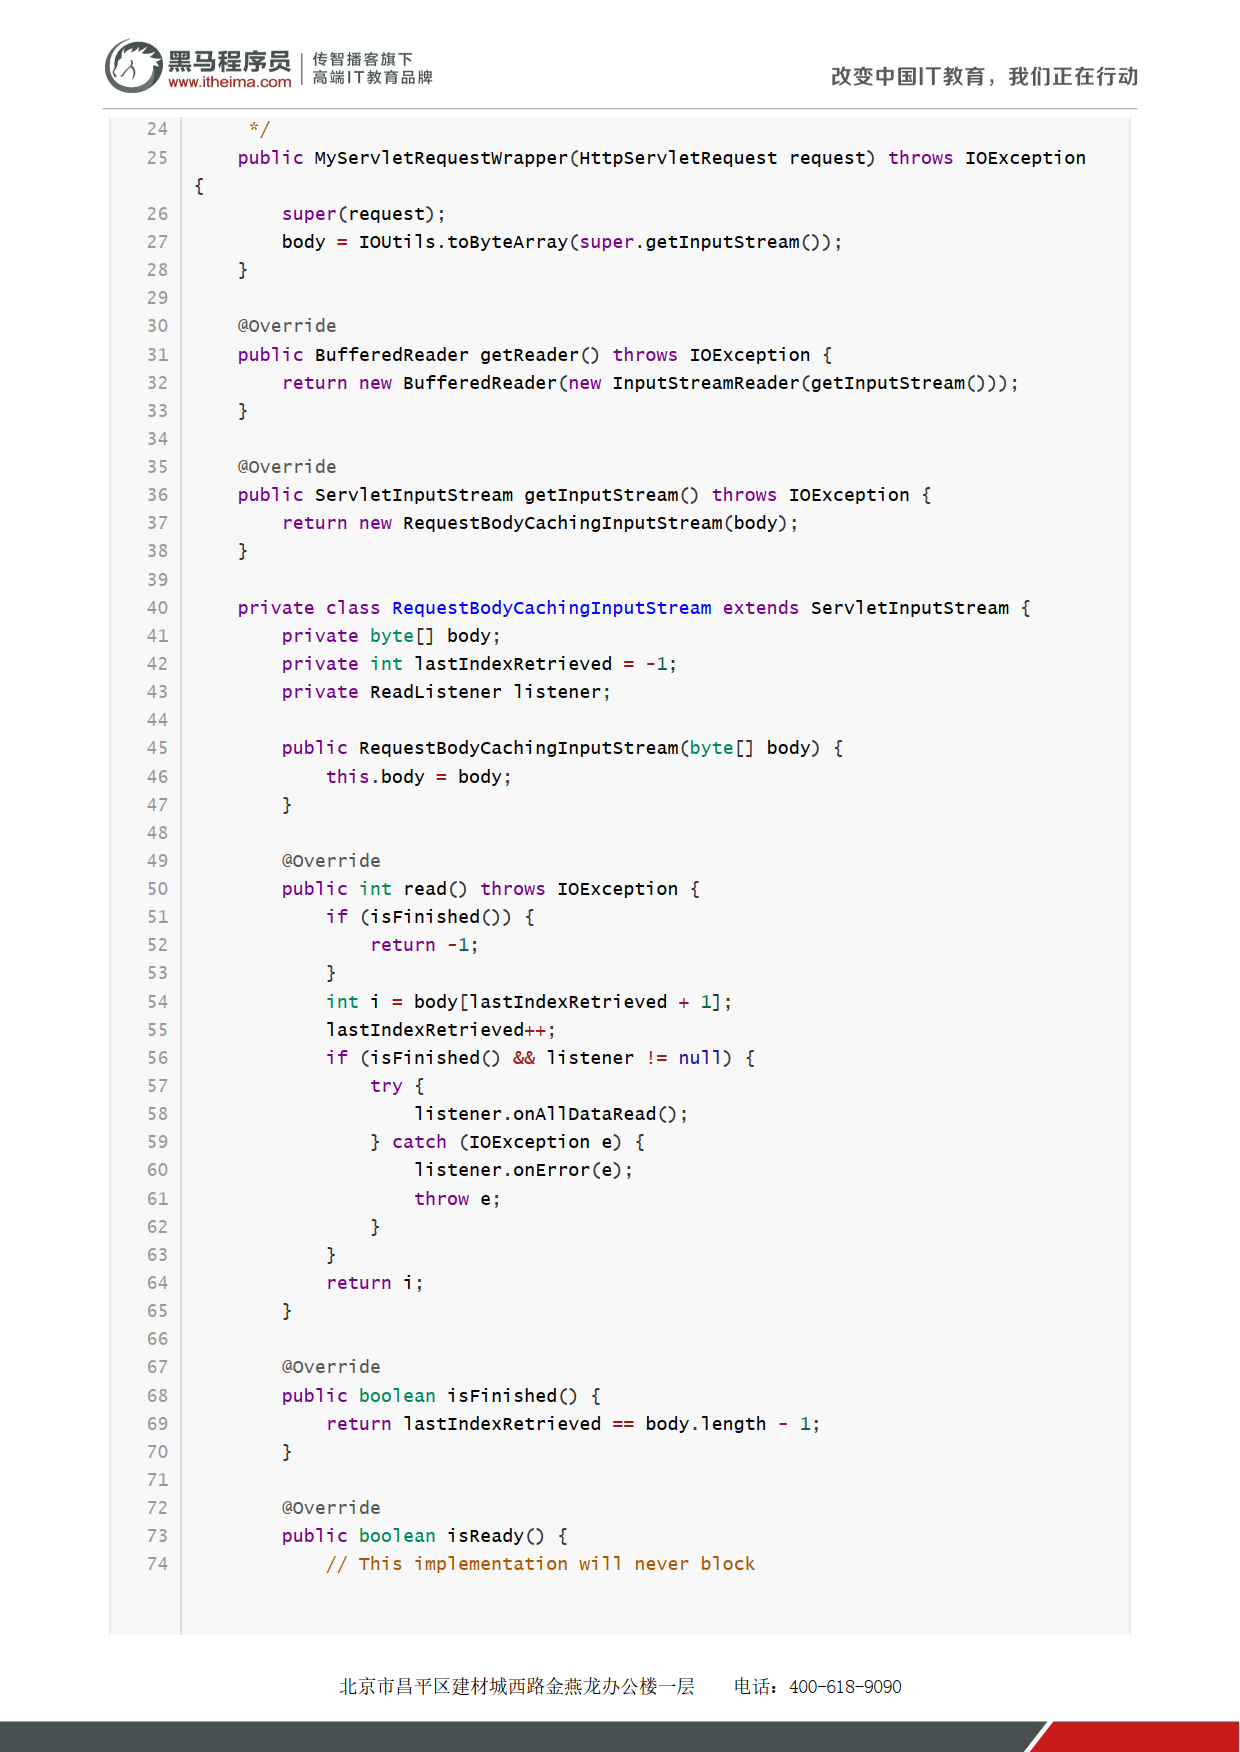 黑马程序员
www.itheima.com
传智播客旗下
高端IT教育品牌
改变中国IT教育，我们正在行动
24      */
25     public MyServletRequestWrapper(HttpServletRequest request) throws IOException
{
26         super(request);
27         body = IOUtils.toByteArray(super.getInputStream());
28     }
29
30     @Override
31     public BufferedReader getReader() throws IOException {
32         return new BufferedReader(new InputStreamReader(getInputStream()));
33     }
34
35     @Override
36     public ServletInputStream getInputStream() throws IOException {
37         return new RequestBodyCachingInputStream(body);
38     }
39
40     private class RequestBodyCachingInputStream extends ServletInputStream {
41         private byte[] body;
42         private int lastIndexRetrieved = -1;
43         private ReadListener listener;
44
45         public RequestBodyCachingInputStream(byte[] body) {
46             this.body = body;
47         }
48
49         @Override
50         public int read() throws IOException {
51             if (isFinished()) {
52                 return -1;
53             }
54             int i = body[lastIndexRetrieved + 1];
55             lastIndexRetrieved++;
56             if (isFinished() && listener != null) {
57                 try {
58                     listener.onAllDataRead();
59                 } catch (IOException e) {
60                     listener.onError(e);
61                     throw e;
62                 }
63             }
64             return i;
65         }
66
67         @Override
68         public boolean isFinished() {
69             return lastIndexRetrieved == body.length - 1;
70         }
71
72         @Override
73         public boolean isReady() {
74             // This implementation will never block
北京市昌平区建材城西路金燕龙办公楼一层    电话：400-618-9090